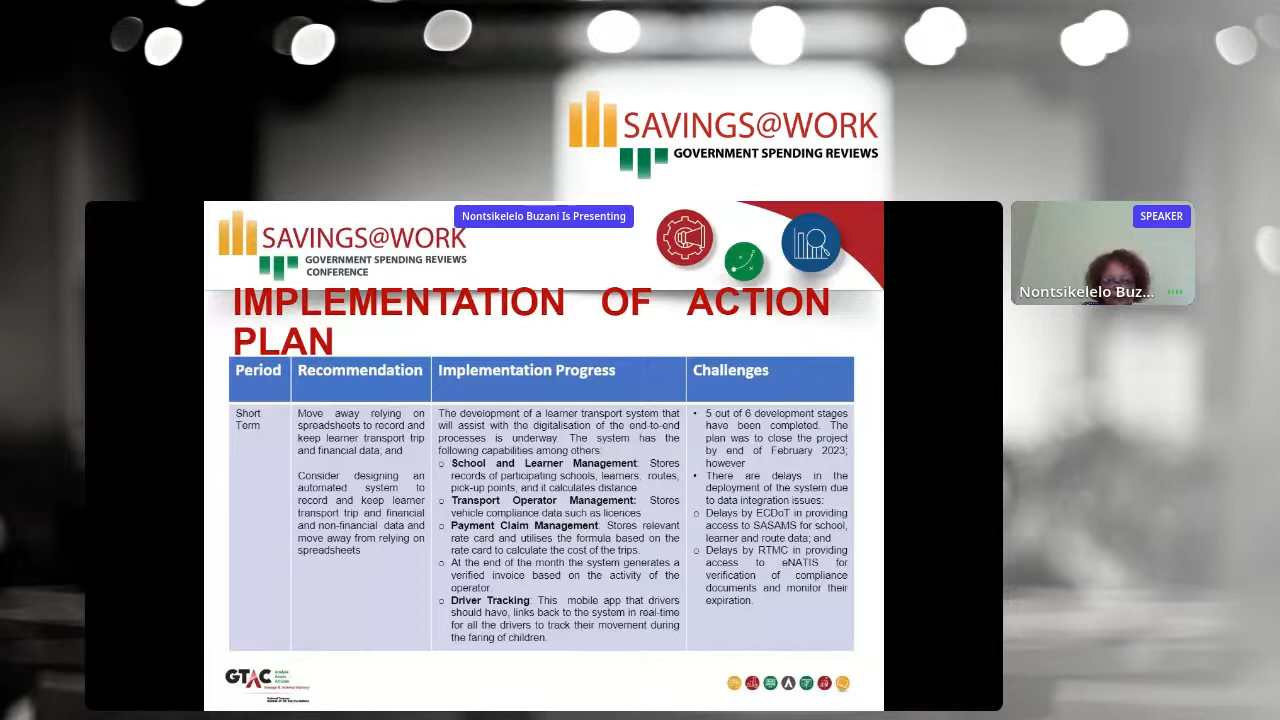 SAVINGS@WORK
GOVERNMENT SPENDING REVIEWS
Nontsikelelo Buzani Is Presenting
SPEAKER
Nontsikelelo Buz...
SAVINGS@WORK
GOVERNMENT SPENDING REVIEWS
CONFERENCE
IMPLEMENTATION OF ACTION
PLAN
Period
Recommendation
Implementation Progress
Challenges
Short
Term
Move away relying on
spreadsheets to record and
keep learner transport trip
and financial data; and
Consider designing an
automated system to
record and keep learner
transport trip and financial
and non-financial data and
move away from relying on
spreadsheets
The development of a learner transport system that
will assist with the digitalisation of the end-to-end
processes is underway. The system has the
following capabilities among others:
o School and Learner Management: Stores
records of participating schools, learners, routes,
pick-up points, and it calculates distance
o Transport Operator Management: Stores
vehicle compliance data such as licences
o Payment Claim Management: Stores relevant
rate card and utilises the formula based on the
rate card to calculate the cost of the trips.
o At the end of the month the system generates a
verified invoice based on the activity of the
operator.
o Driver Tracking: This mobile app that drivers
should have, links back to the system in real-time
for all the drivers to track their movement during
the faring of children.
• 5 out of 6 development stages
have been completed. The
plan was to close the project
by end of February 2023;
however
• There are delays in the
deployment of the system due
to data integration issues:
o Delays by ECDoT in providing
access to SASAMS for school,
learner and route data; and
o Delays by RTMC in providing
access to eNATIS for
verification of compliance
documents and monitor their
expiration.
GTAC